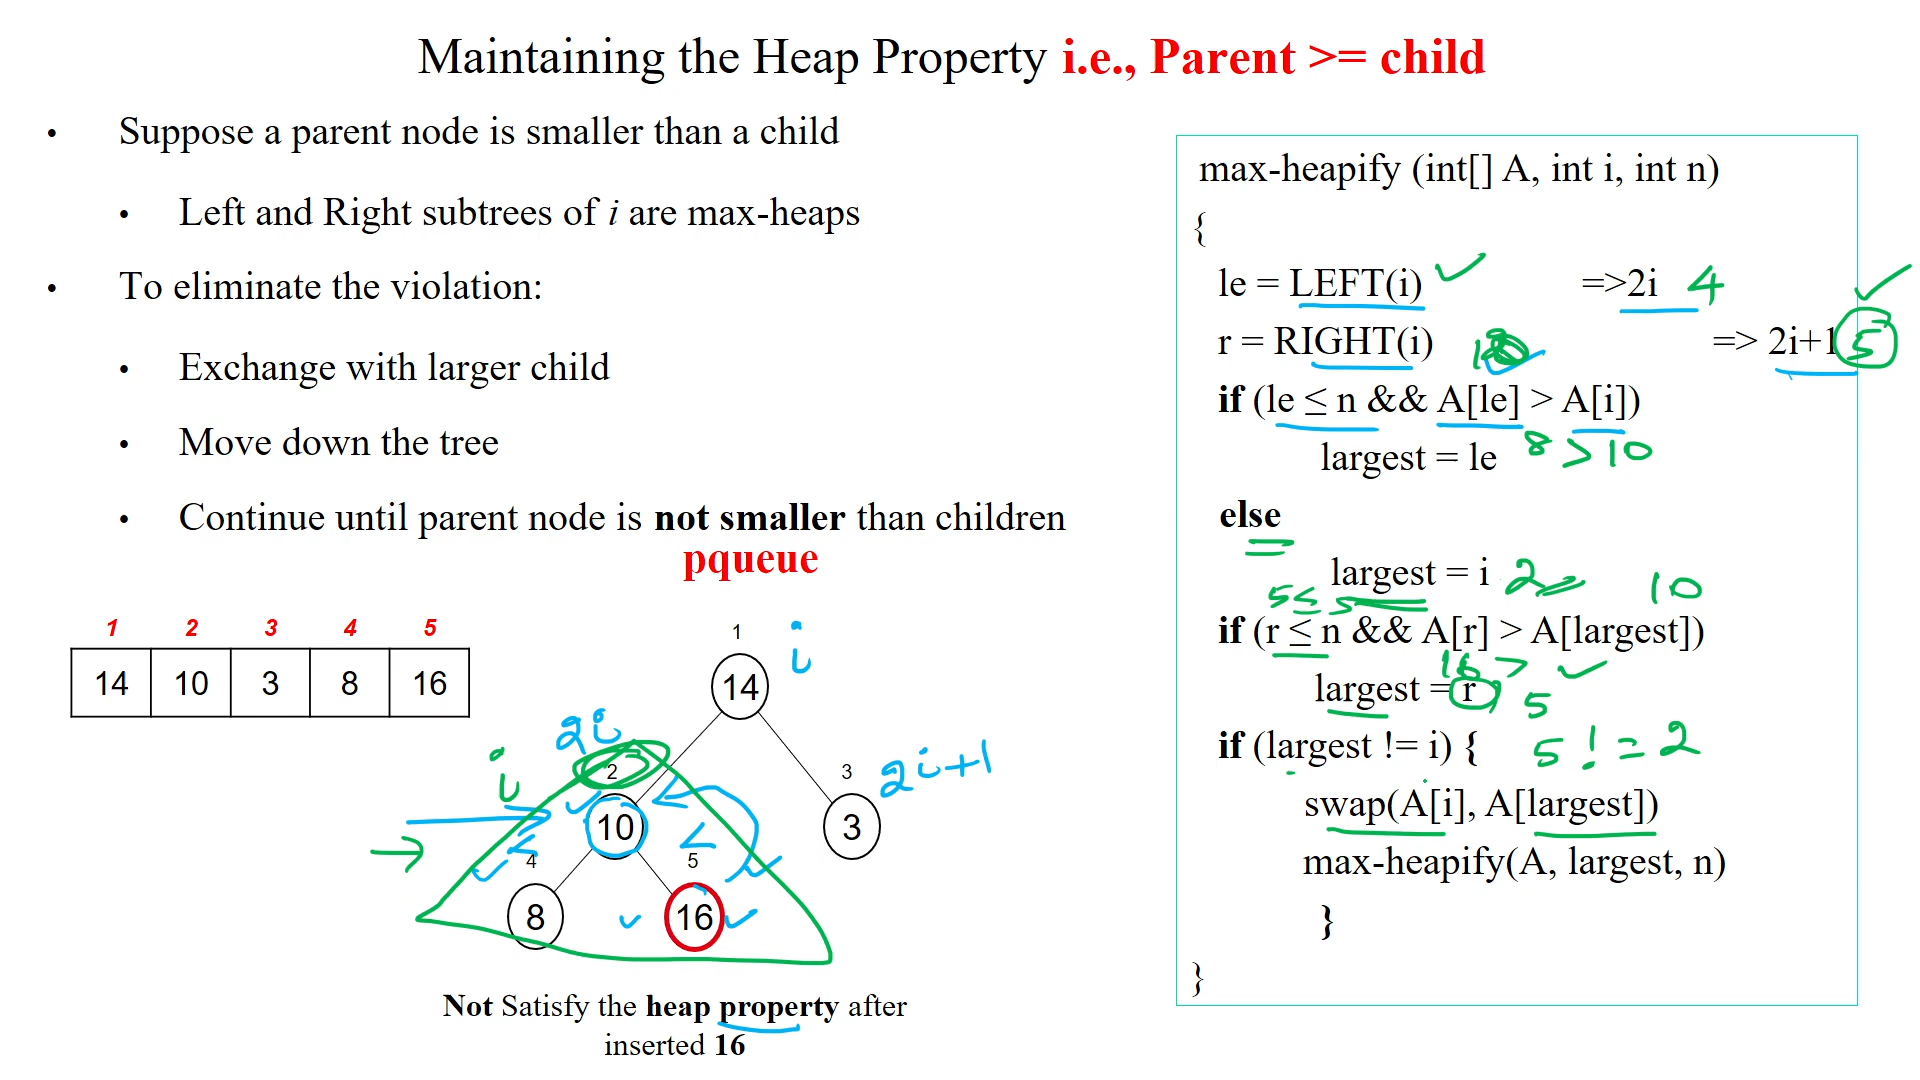 Maintaining the Heap Property i.e., Parent >= child
• Suppose a parent node is smaller than a child
• Left and Right subtrees of i are max-heaps
• To eliminate the violation:
• Exchange with larger child
• Move down the tree
• Continue until parent node is not smaller than children
pqueue
1 2 3 4 5
14 10 3 8 16
1 i
14
2i
i 2 3 2i+1
10 3
< <
4 5
8 16
Not Satisfy the heap property after
inserted 16
max-heapify (int[] A, int i, int n)
{
le = LEFT(i) =>2i 4
r = RIGHT(i) => 2i+1 5
if (le ≤ n && A[le] > A[i])
largest = le 8 > 10
else
largest = i 2 10
5 ≤ 5
if (r ≤ n && A[r] > A[largest])
16 >
largest = r 5
if (largest != i) { 5 != 2
swap(A[i], A[largest])
max-heapify(A, largest, n)
}
}